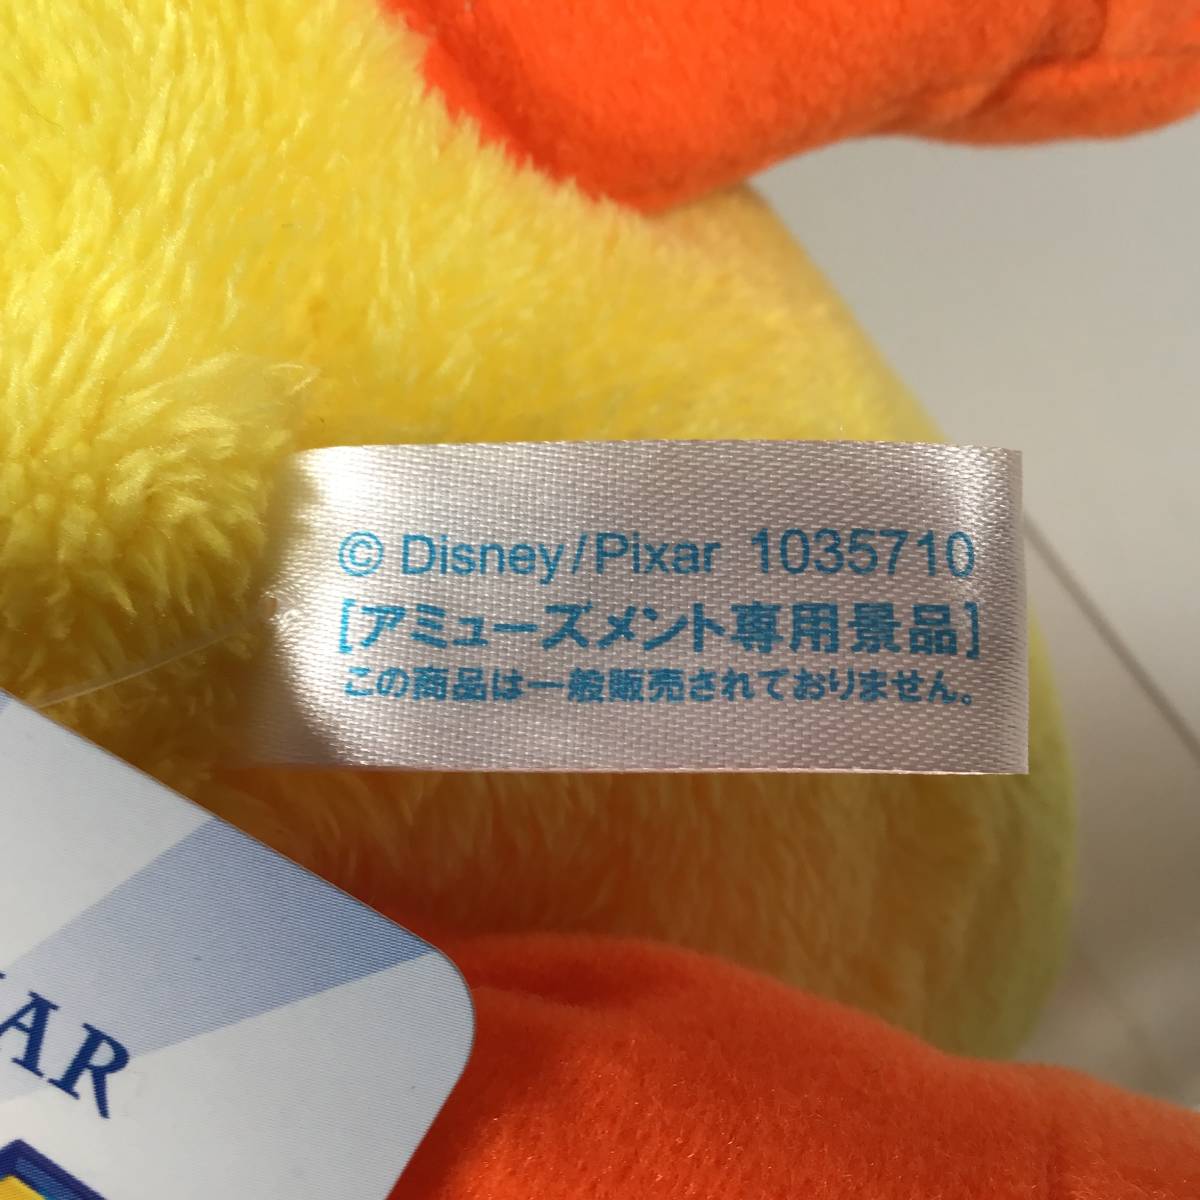 © Disney/Pixar 1035710
[アミューズメント専用景品]
この商品は一般販売されておりません。
AR